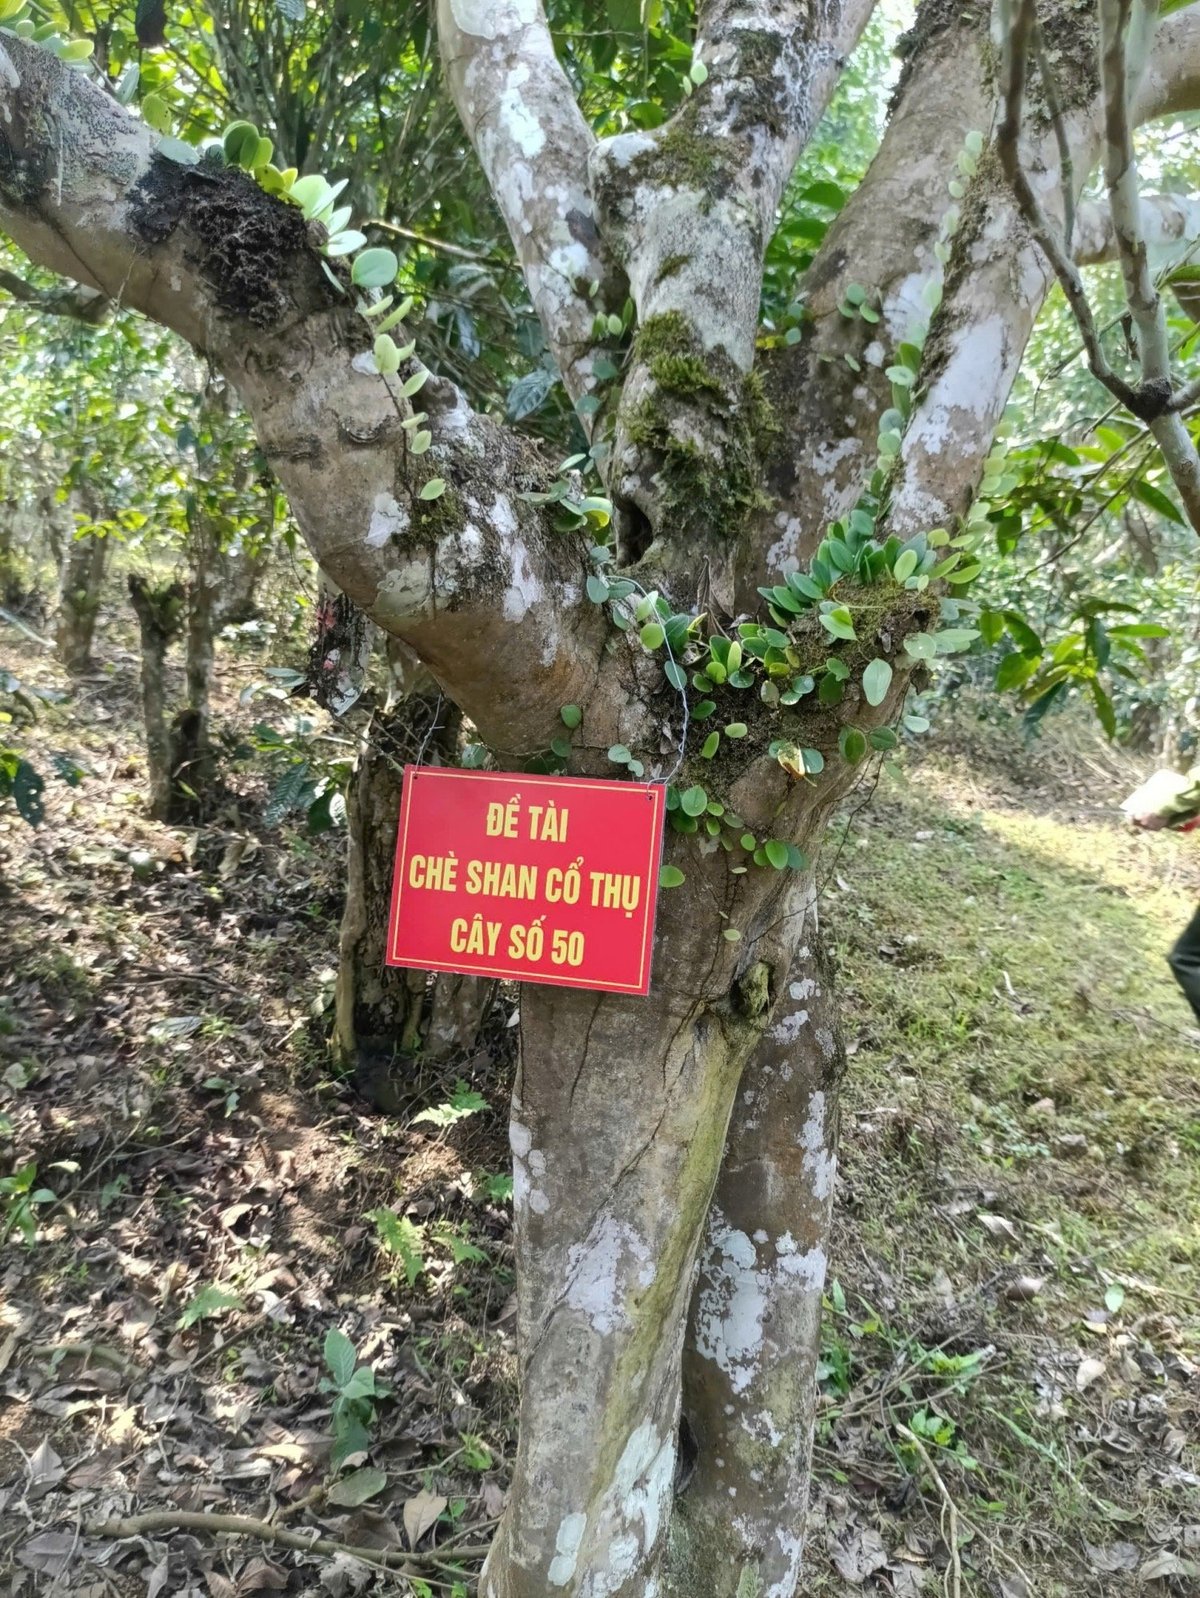 ĐỀ TÀI
CHÈ SHAN CỔ THỤ
CÂY SỐ 50